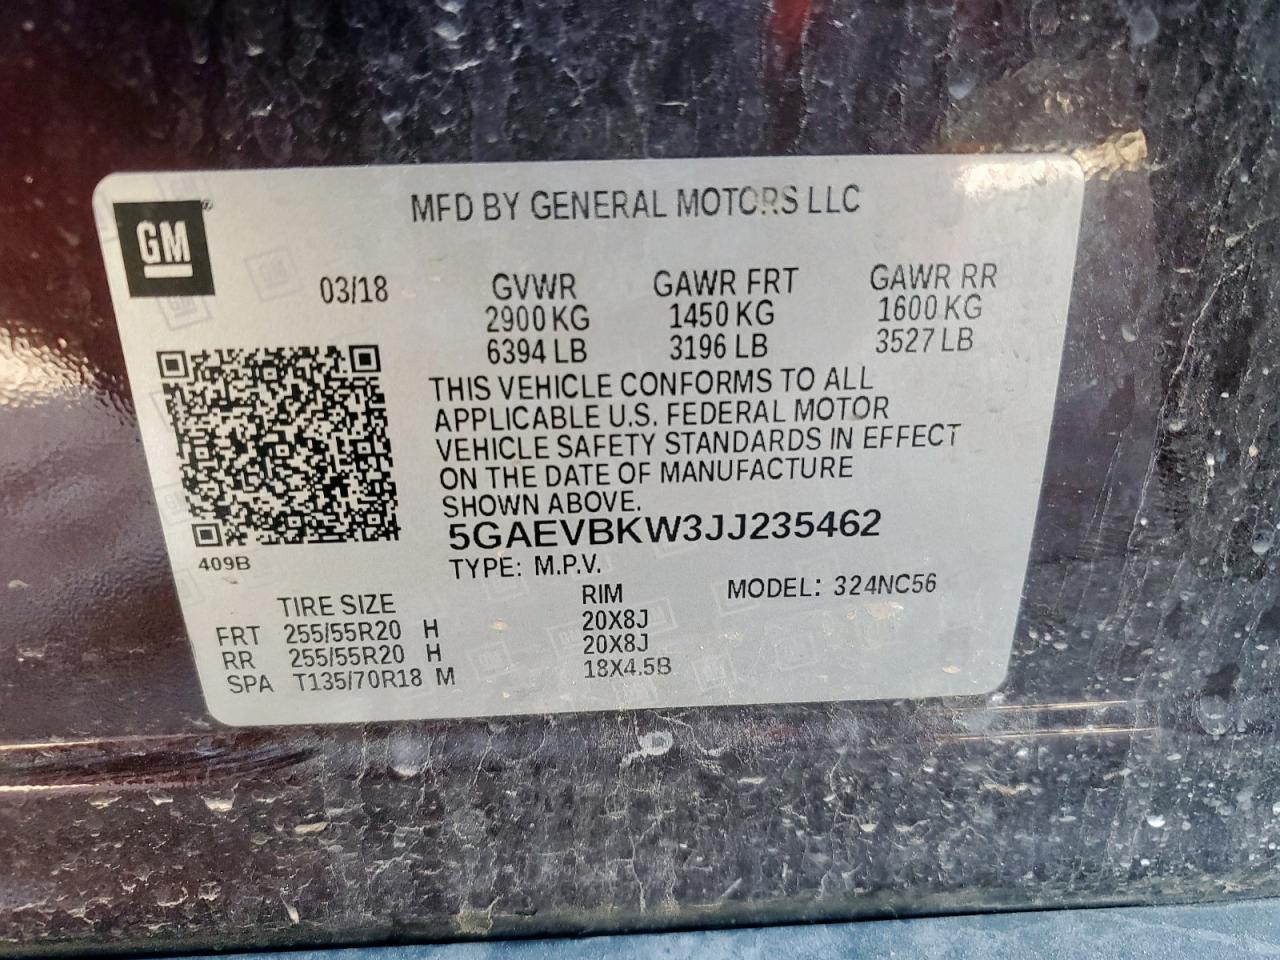 MFD BY GENERAL MOTORS LLC
GM
03/18 GVWR GAWR FRT GAWR RR
2900 KG 1450 KG 1600 KG
6394 LB 3196 LB 3527 LB
THIS VEHICLE CONFORMS TO ALL
APPLICABLE U.S. FEDERAL MOTOR
VEHICLE SAFETY STANDARDS IN EFFECT
ON THE DATE OF MANUFACTURE
SHOWN ABOVE.
5GAEVBKW3JJ235462
409B
TYPE: M.P.V.
TIRE SIZE RIM MODEL: 324NC56
FRT 255/55R20 H 20X8J
RR 255/55R20 H 20X8J
SPA T135/70R18 M 18X4.5B